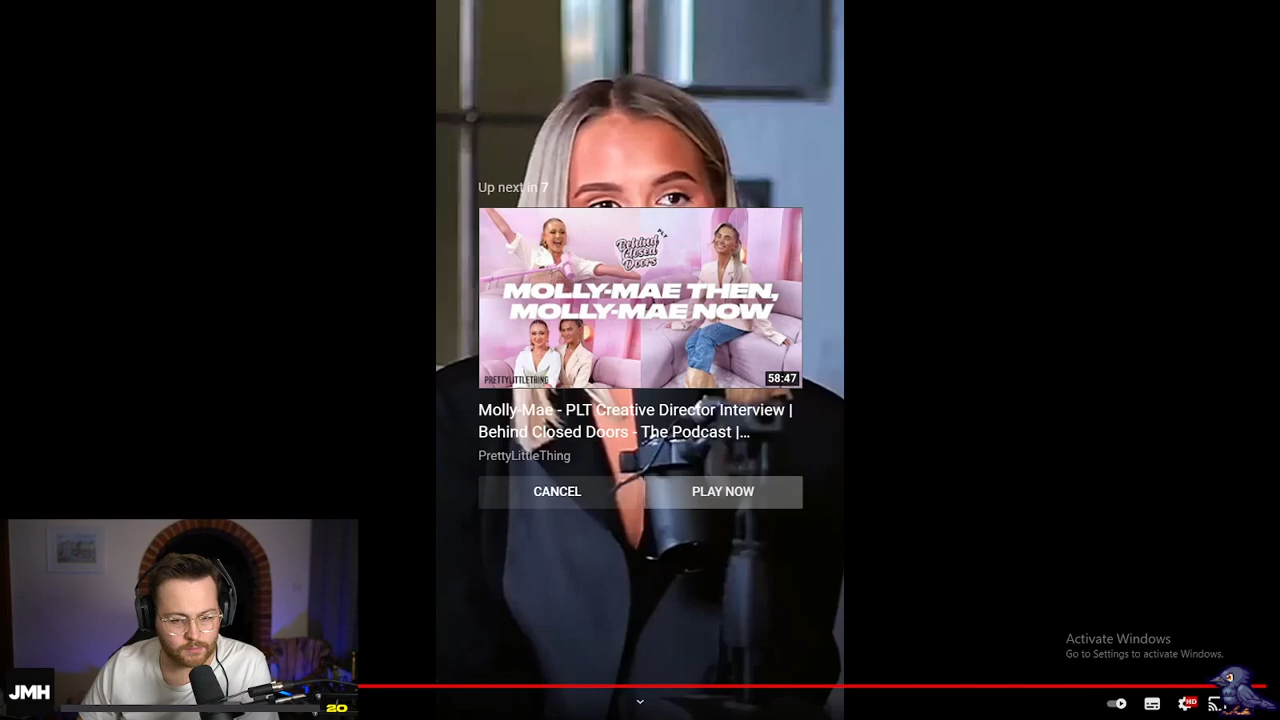 Up next in 7
Behind
Closed
Doors
PLT
MOLLY-MAE THEN,
MOLLY-MAE NOW
PRETTYLITTLETHING
58:47
Molly-Mae - PLT Creative Director Interview |
Behind Closed Doors - The Podcast |...
PrettyLittleThing
CANCEL
PLAY NOW
Activate Windows
Go to Settings to activate Windows.
JMH
20
HD